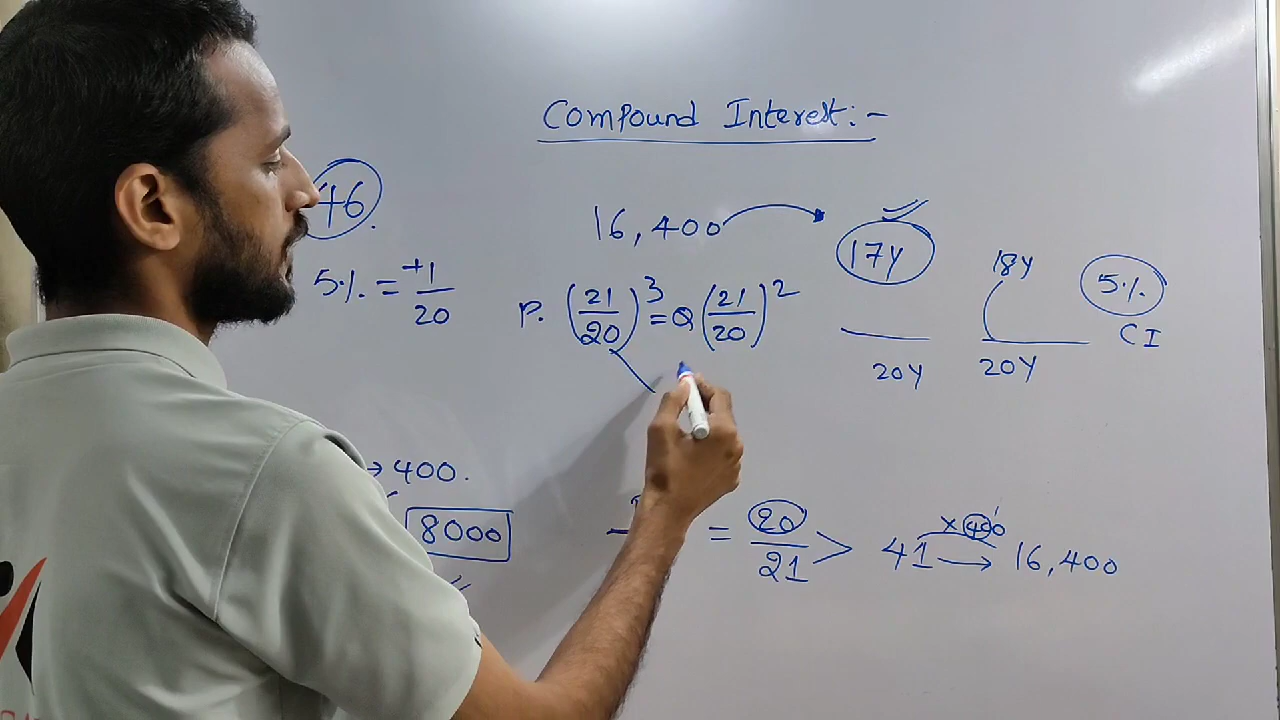 Compound Interest:-
46.
16,400 → 17Y
18Y
5·/.
5·/. = +1/20
P. (21/20)^3 = Q (21/20)^2
CI
20Y
20Y
→ 400.
8000
= 20/21 > 41 → 16,400
×400